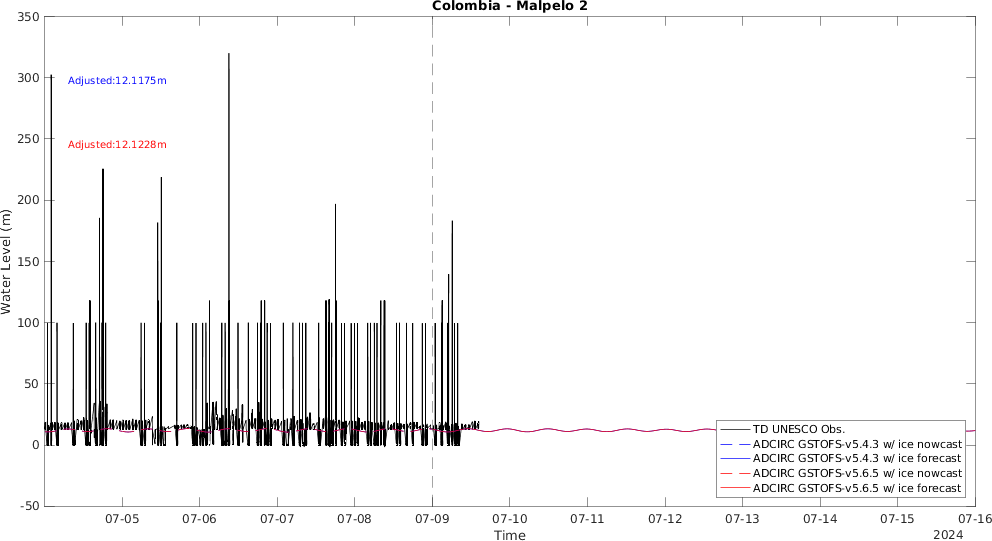 Colombia - Malpelo 2
350
300
250
200
150
100
50
0
-50
Water Level (m)
Adjusted:12.1175m
Adjusted:12.1228m
TD UNESCO Obs.
ADCIRC GSTOFS-v5.4.3 w/ ice nowcast
ADCIRC GSTOFS-v5.4.3 w/ ice forecast
ADCIRC GSTOFS-v5.6.5 w/ ice nowcast
ADCIRC GSTOFS-v5.6.5 w/ ice forecast
07-05 07-06 07-07 07-08 07-09 07-10 07-11 07-12 07-13 07-14 07-15 07-16
Time
2024